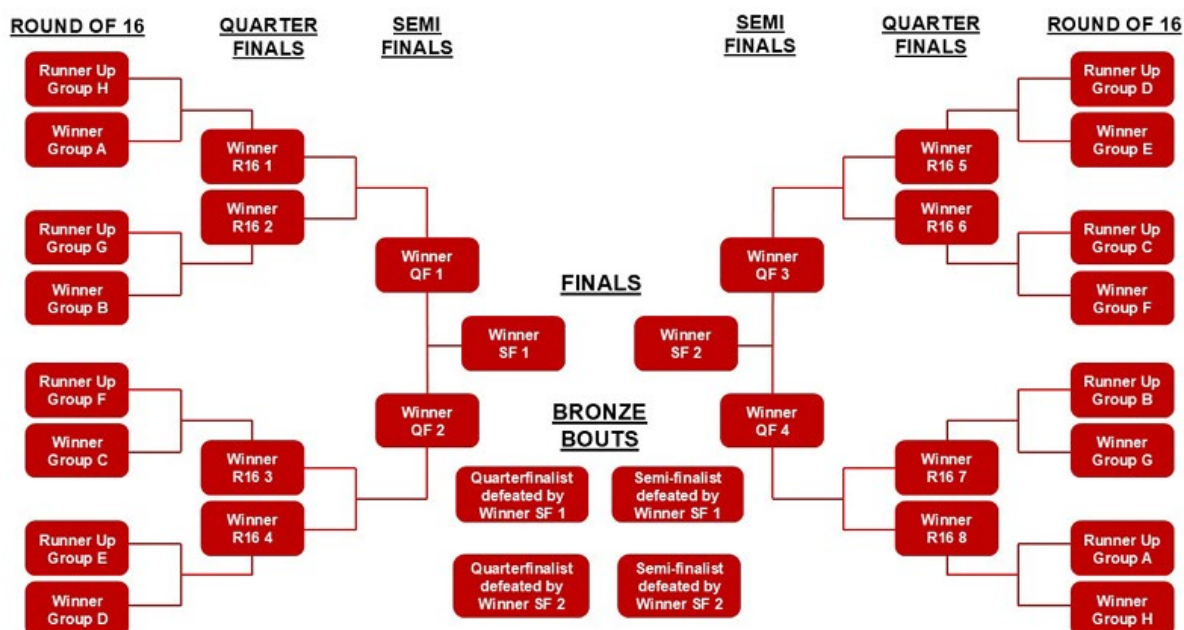 ROUND OF 16
QUARTER
FINALS
SEMI
FINALS
SEMI
FINALS
QUARTER
FINALS
ROUND OF 16
Runner Up
Group H
Winner
Group A
Runner Up
Group G
Winner
Group B
Runner Up
Group F
Winner
Group C
Runner Up
Group E
Winner
Group D
Winner
R16 1
Winner
R16 2
Winner
R16 3
Winner
R16 4
Winner
QF 1
Winner
QF 2
Winner
SF 1
FINALS
Winner
SF 2
BRONZE
BOUTS
Quarterfinalist
defeated by
Winner SF 1
Semi-finalist
defeated by
Winner SF 1
Quarterfinalist
defeated by
Winner SF 2
Semi-finalist
defeated by
Winner SF 2
Winner
QF 3
Winner
QF 4
Winner
R16 5
Winner
R16 6
Winner
R16 7
Winner
R16 8
Runner Up
Group D
Winner
Group E
Runner Up
Group C
Winner
Group F
Runner Up
Group B
Winner
Group G
Runner Up
Group A
Winner
Group H